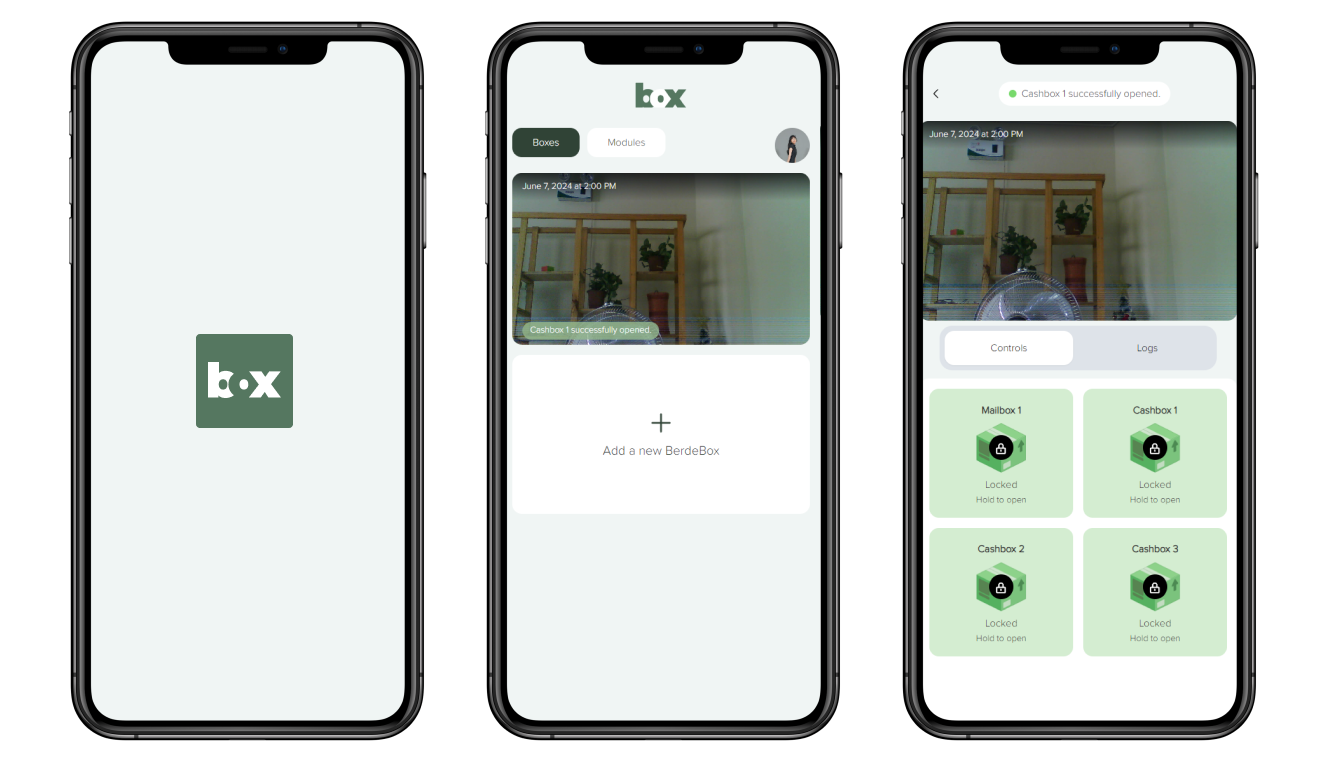 box
box
Boxes
Modules
June 7, 2024 at 2:00 PM
Cashbox 1 successfully opened.
Add a new BerdeBox
Cashbox 1 successfully opened.
June 7, 2024 at 2:00 PM
Controls
Logs
Mailbox 1
Cashbox 1
Locked
Locked
Hold to open
Hold to open
Cashbox 2
Cashbox 3
Locked
Locked
Hold to open
Hold to open